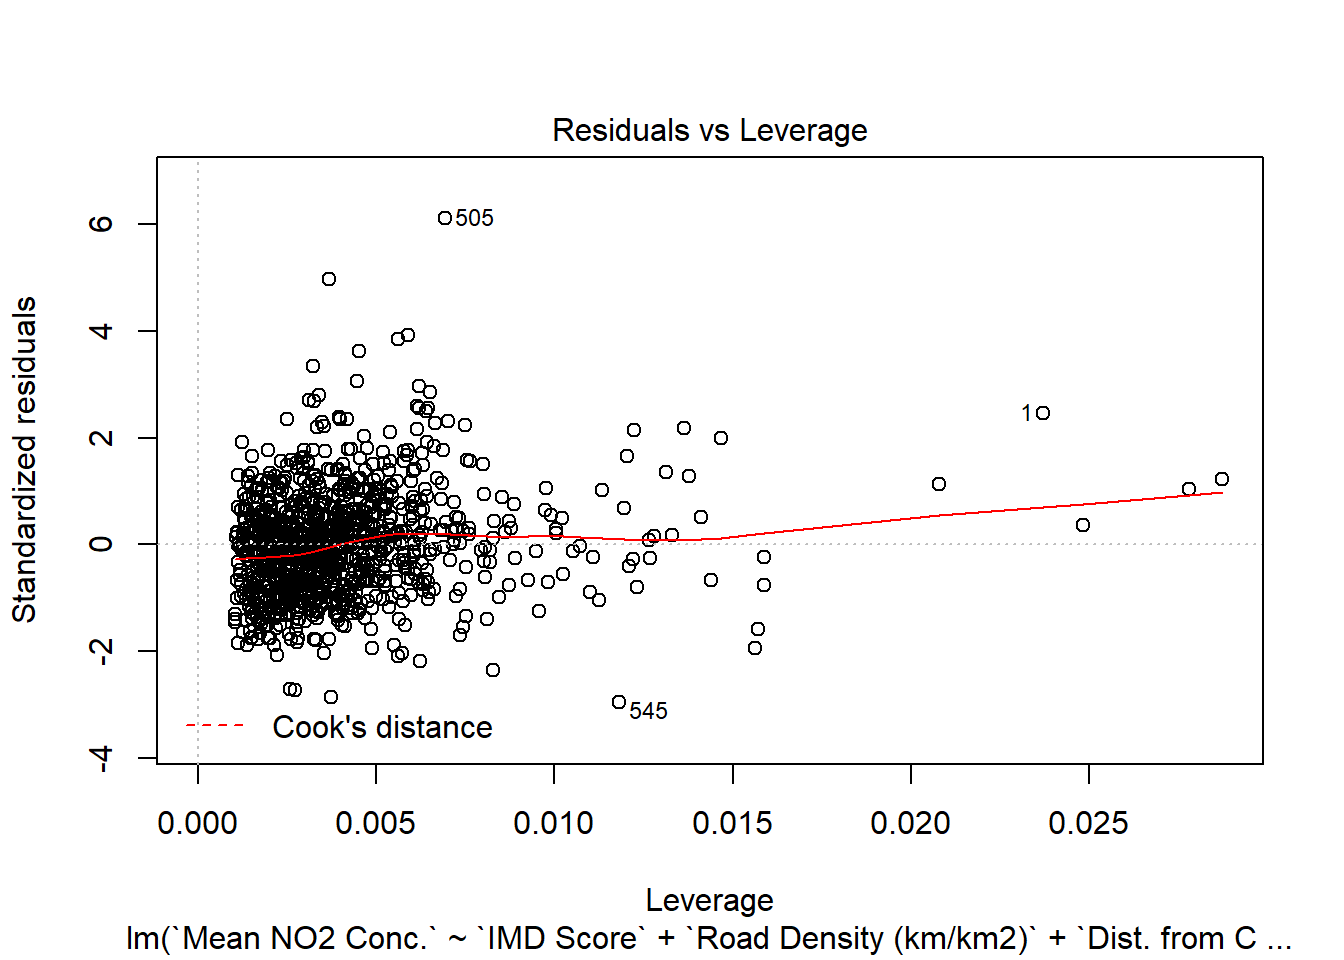 Residuals vs Leverage
Standardized residuals
6
4
2
0
-2
-4
505
1
545
Cook's distance
0.000 0.005 0.010 0.015 0.020 0.025
Leverage
lm(`Mean NO2 Conc.` ~ `IMD Score` + `Road Density (km/km2)` + `Dist. from C ...